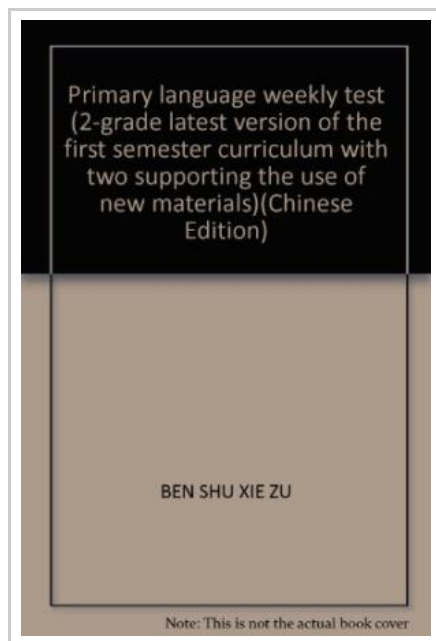 Primary language weekly test
(2-grade latest version of the
first semester curriculum with
two supporting the use of
new materials)(Chinese
Edition)
BEN SHU XIE ZU
Note: This is not the actual book cover